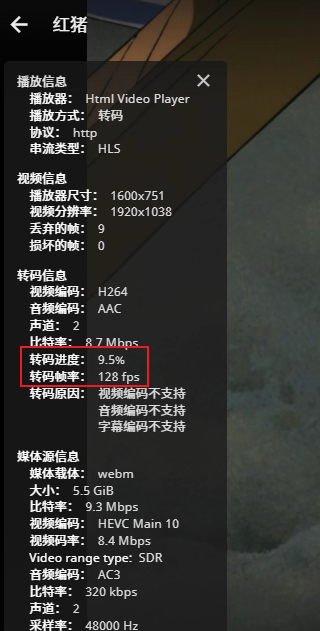 红猪
播放信息
播放器： Html Video Player
播放方式： 转码
协议： http
串流类型： HLS
视频信息
播放器尺寸： 1600x751
视频分辨率： 1920x1038
丢弃的帧： 9
损坏的帧： 0
转码信息
视频编码： H264
音频编码： AAC
声道： 2
比特率： 8.7 Mbps
转码进度： 9.5%
转码帧率： 128 fps
转码原因： 视频编码不支持
音频编码不支持
字幕编码不支持
媒体源信息
媒体载体： webm
大小： 5.5 GiB
比特率： 9.3 Mbps
视频编码： HEVC Main 10
视频码率： 8.4 Mbps
Video range type: SDR
音频编码： AC3
比特率： 320 kbps
声道： 2
采样率： 48000 Hz